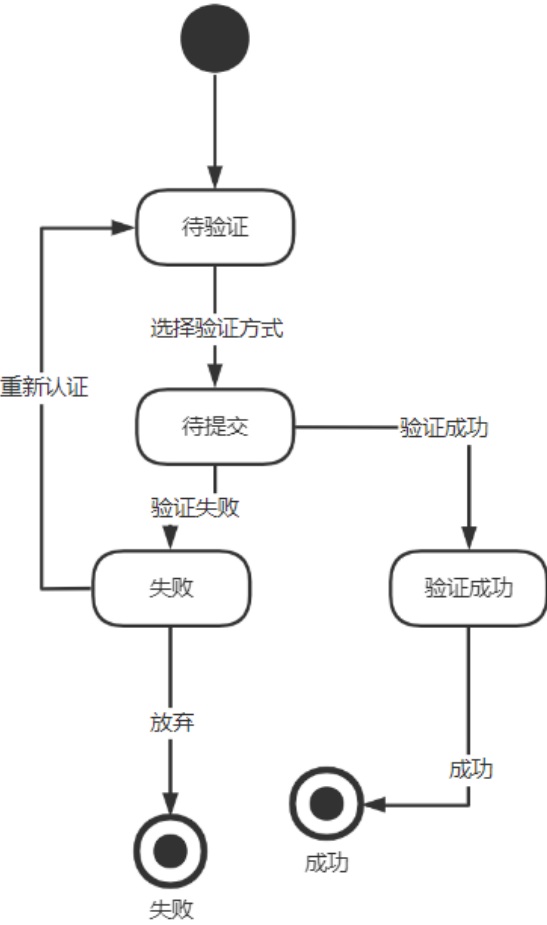 待验证
选择验证方式
重新认证
待提交
验证成功
验证失败
失败
验证成功
放弃
成功
成功
失败